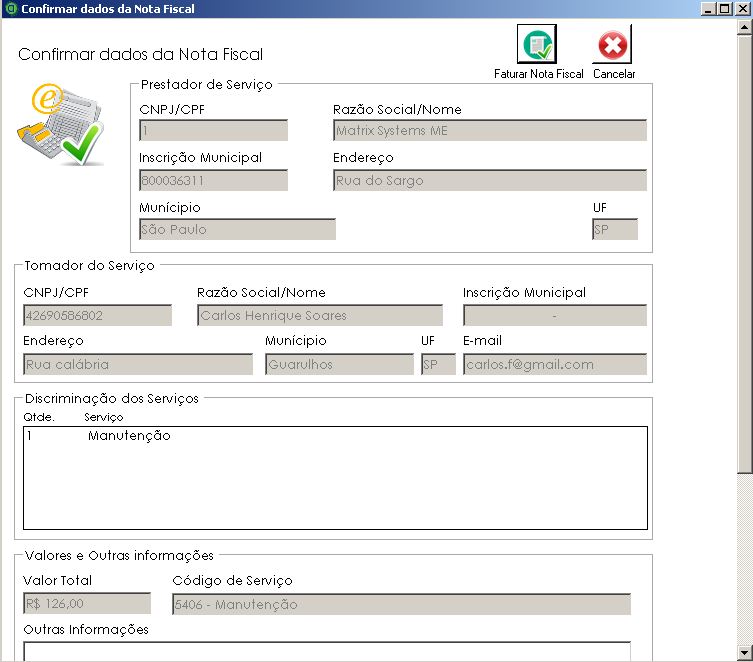 Confirmar dados da Nota Fiscal
Confirmar dados da Nota Fiscal
Faturar Nota Fiscal Cancelar
Prestador de Serviço
CNPJ/CPF Razão Social/Nome
1 Matrix Systems ME
Inscrição Municipal Endereço
800036311 Rua do Sargo
Munícipio UF
São Paulo SP
Tomador do Serviço
CNPJ/CPF Razão Social/Nome Inscrição Municipal
42690586802 Carlos Henrique Soares -
Endereço Munícipio UF E-mail
Rua calábria Guarulhos SP carlos.f@gmail.com
Discriminação dos Serviços
Qtde. Serviço
1 Manutenção
Valores e Outras informações
Valor Total Código de Serviço
R$ 126,00 5406 - Manutenção
Outras Informações